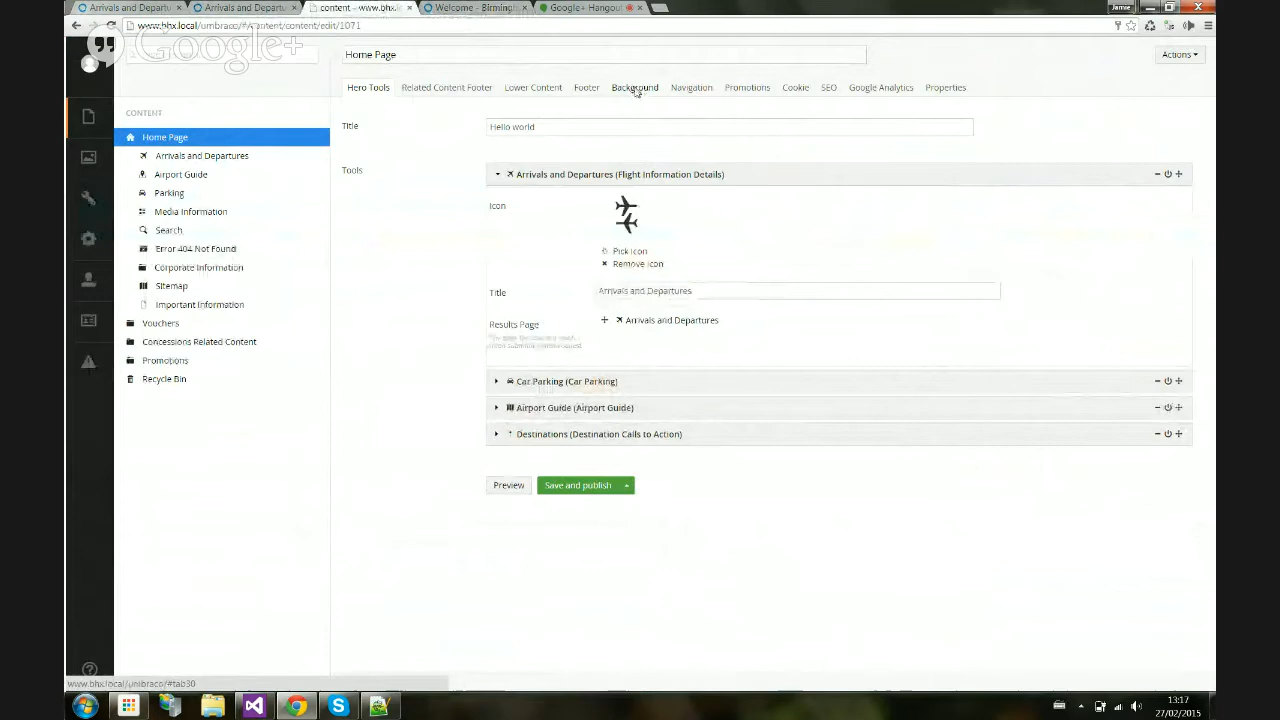 Arrivals and Departu
Arrivals and Departu
content – www.bhx.l
Welcome - Birming
Google+ Hangou
Jamie
www.bhx.local/umbraco/#/content/content/edit/1071
Google+
Home Page
Actions
Hero Tools
Related Content Footer
Lower Content
Footer
Background
Navigation
Promotions
Cookie
SEO
Google Analytics
Properties
CONTENT
Home Page
Arrivals and Departures
Airport Guide
Parking
Media Information
Search
Error 404 Not Found
Corporate Information
Sitemap
Important Information
Vouchers
Concessions Related Content
Promotions
Recycle Bin
Title
Hello world
Tools
Arrivals and Departures (Flight Information Details)
Icon
Pick icon
Remove icon
Title
Arrivals and Departures
Results Page
Arrivals and Departures
Car Parking (Car Parking)
Airport Guide (Airport Guide)
Destinations (Destination Calls to Action)
Preview
Save and publish
www.bhx.local/umbraco/#tab30
13:17
27/02/2015